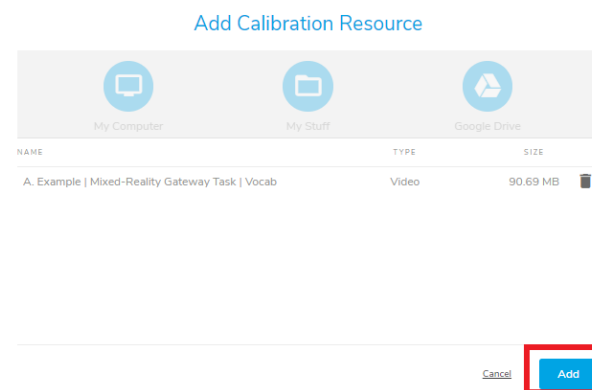 Add Calibration Resource
My Computer My Stuff Google Drive
NAME TYPE SIZE
A. Example | Mixed-Reality Gateway Task | Vocab Video 90.69 MB
Cancel Add